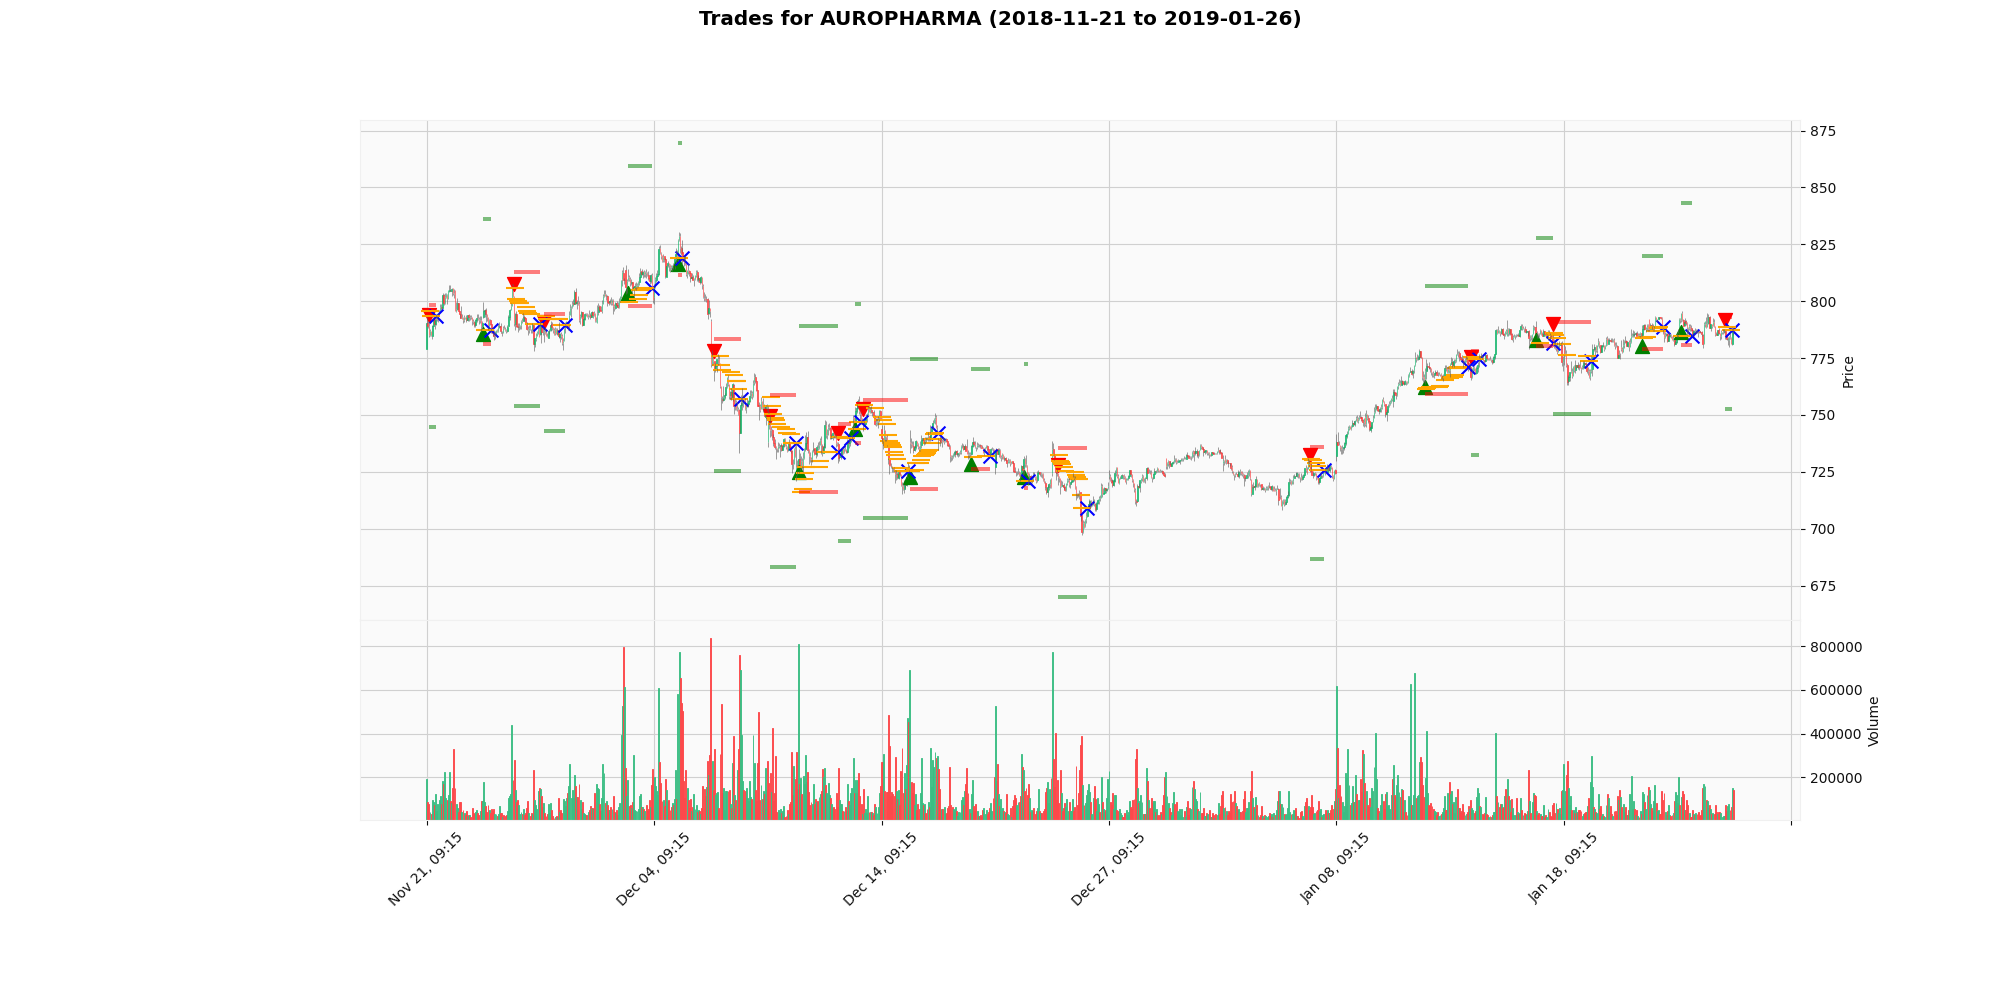 Trades for AUROPHARMA (2018-11-21 to 2019-01-26)
875
850
825
800
775
750
725
700
675
Price
800000
600000
400000
200000
Volume
Nov 21, 09:15
Dec 04, 09:15
Dec 14, 09:15
Dec 27, 09:15
Jan 08, 09:15
Jan 18, 09:15